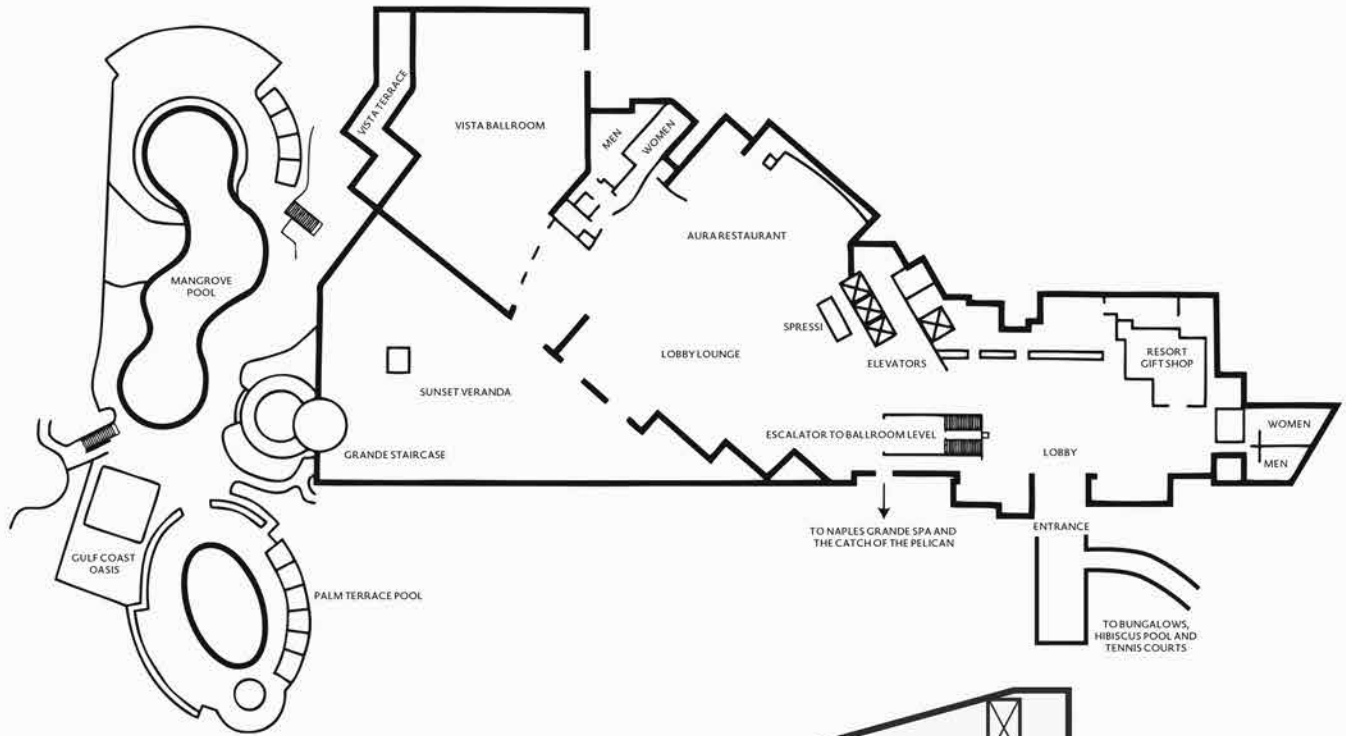 VISTA TERRACE
VISTA BALLROOM
MEN
WOMEN
AURA RESTAURANT
MANGROVE
POOL
SPRESSI
LOBBY LOUNGE
ELEVATORS
RESORT
GIFT SHOP
SUNSET VERANDA
ESCALATOR TO BALLROOM LEVEL
LOBBY
WOMEN
MEN
GRANDE STAIRCASE
ENTRANCE
TO NAPLES GRANDE SPA AND
THE CATCH OF THE PELICAN
GULF COAST
OASIS
PALM TERRACE POOL
TO BUNGALOWS,
HIBISCUS POOL AND
TENNIS COURTS